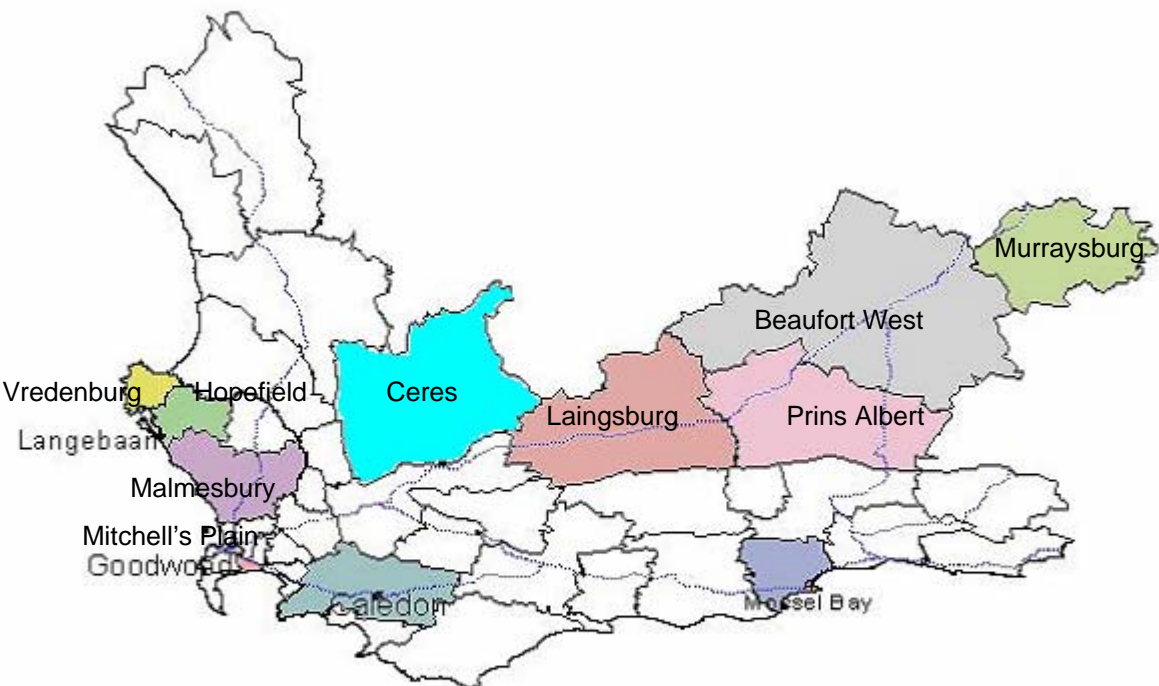 Murraysburg
Beaufort West
Vredenburg
Hopefield
Ceres
Laingsburg
Prins Albert
Langebaan
Malmesbury
Mitchell's Plain
Goodwood
Caledon
Mossel Bay